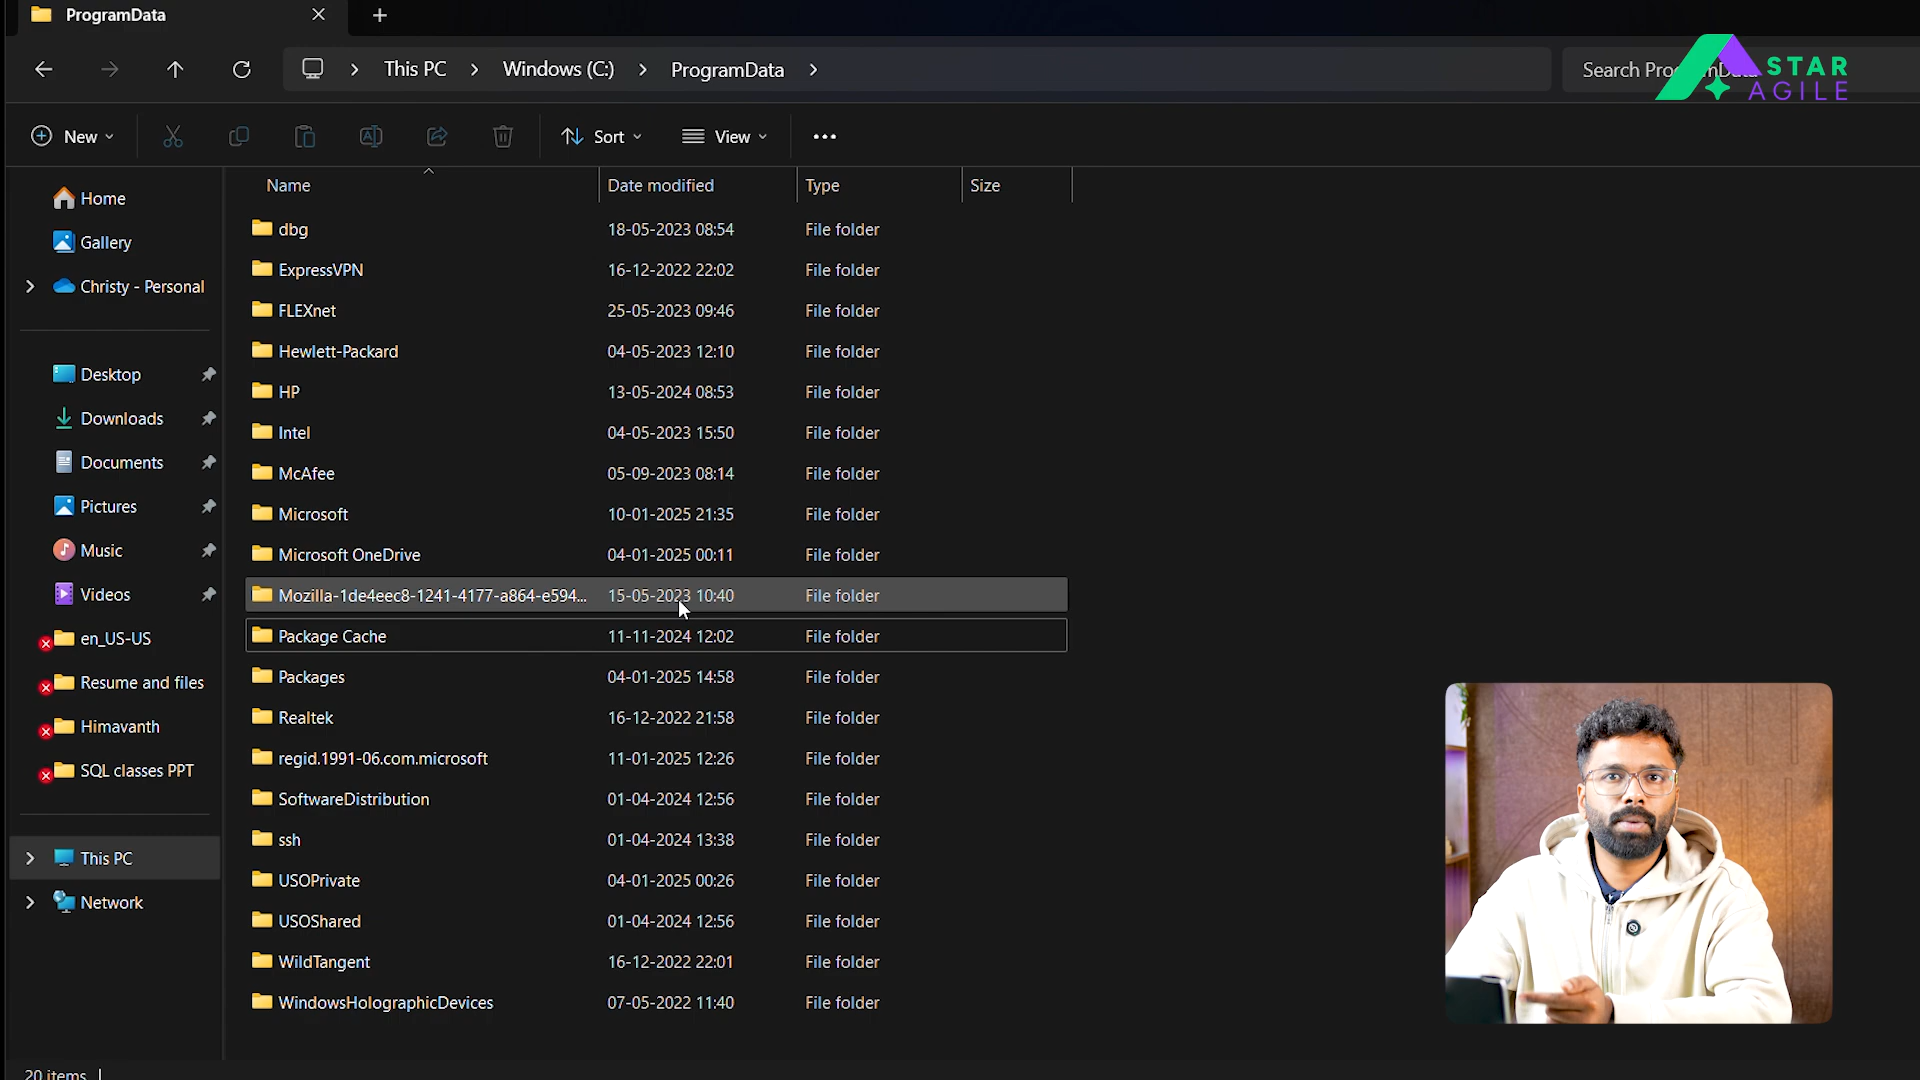 ProgramData
This PC > Windows (C:) > ProgramData >
Search
STAR
AGILE
New
Sort
View
Name
Date modified
Type
Size
Home
Gallery
Christy - Personal
Desktop
Downloads
Documents
Pictures
Music
Videos
en_US-US
Resume and files
Himavanth
SQL classes PPT
This PC
Network
dbg 18-05-2023 08:54 File folder
ExpressVPN 16-12-2022 22:02 File folder
FLEXnet 25-05-2023 09:46 File folder
Hewlett-Packard 04-05-2023 12:10 File folder
HP 13-05-2024 08:53 File folder
Intel 04-05-2023 15:50 File folder
McAfee 05-09-2023 08:14 File folder
Microsoft 10-01-2025 21:35 File folder
Microsoft OneDrive 04-01-2025 00:11 File folder
Mozilla-1de4eec8-1241-4177-a864-e594... 15-05-2023 10:40 File folder
Package Cache 11-11-2024 12:02 File folder
Packages 04-01-2025 14:58 File folder
Realtek 16-12-2022 21:58 File folder
regid.1991-06.com.microsoft 11-01-2025 12:26 File folder
SoftwareDistribution 01-04-2024 12:56 File folder
ssh 01-04-2024 13:38 File folder
USOPrivate 04-01-2025 00:26 File folder
USOShared 01-04-2024 12:56 File folder
WildTangent 16-12-2022 22:01 File folder
WindowsHolographicDevices 07-05-2022 11:40 File folder
20 items